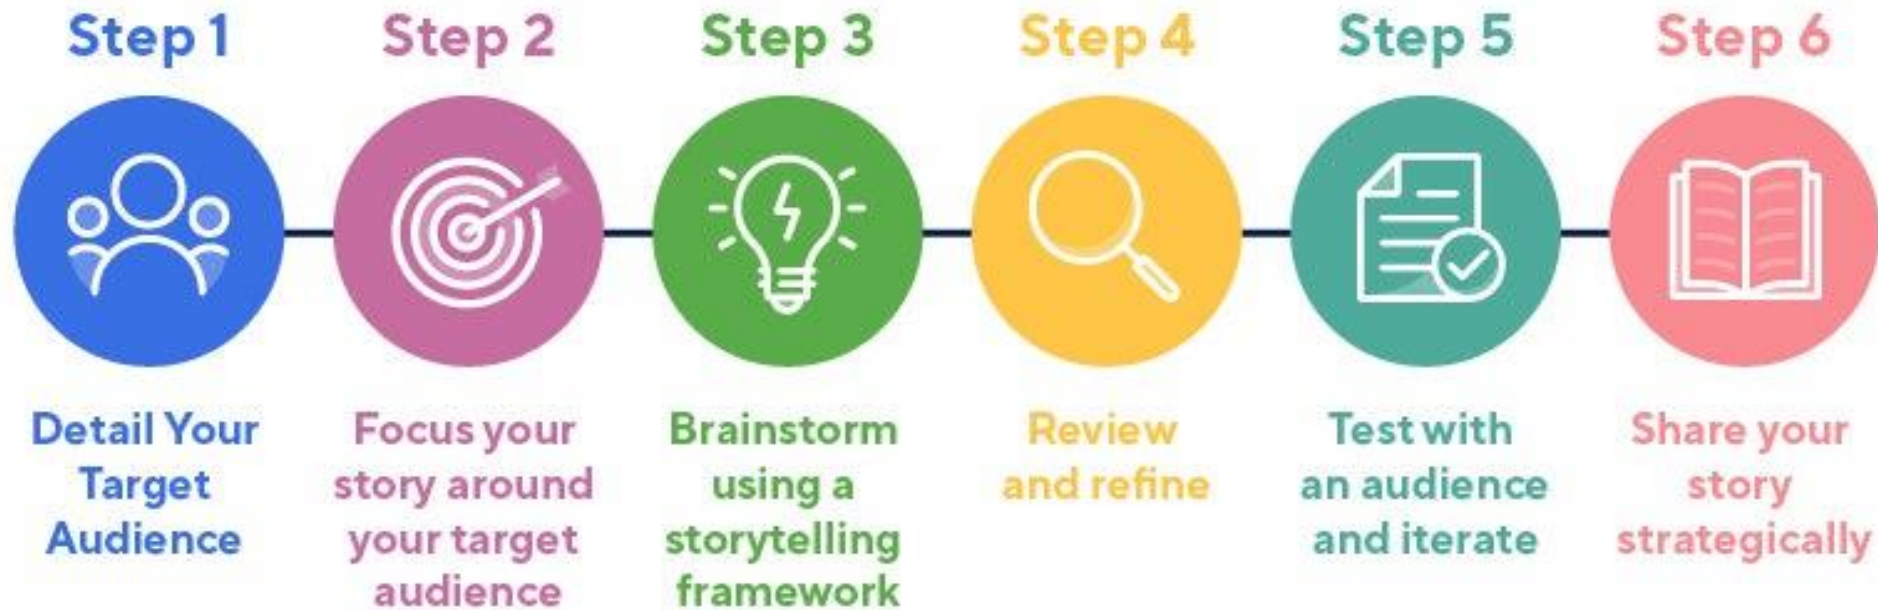 Step 1
Detail Your
Target
Audience
Step 2
Focus your
story around
your target
audience
Step 3
Brainstorm
using a
storytelling
framework
Step 4
Review
and refine
Step 5
Test with
an audience
and iterate
Step 6
Share your
story
strategically